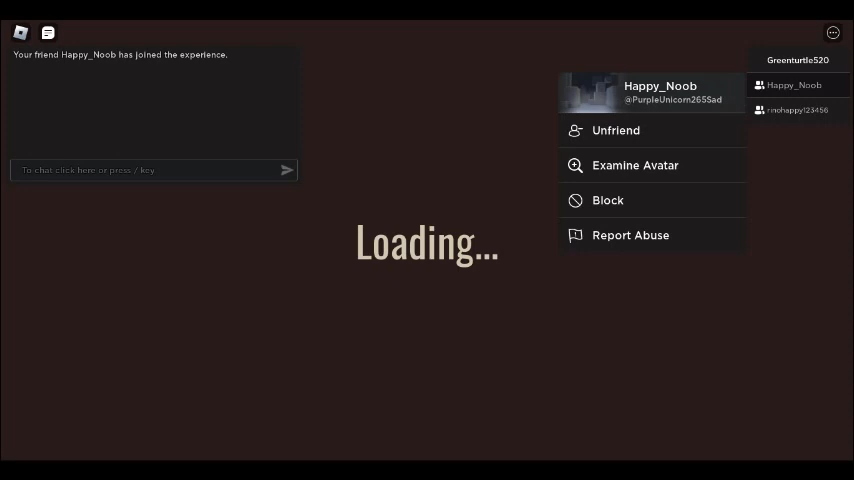 Your friend Happy_Noob has joined the experience.
To chat click here or press / key
Loading...
Happy_Noob
@PurpleUnicorn265Sad
Unfriend
Examine Avatar
Block
Report Abuse
Greenturtle520
Happy_Noob
rinohappy123456